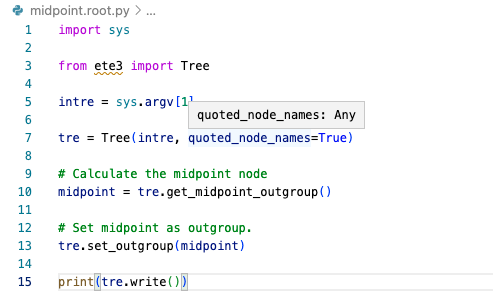 midpoint.root.py > ...
1 import sys
2
3 from ete3 import Tree
4
5 intre = sys.argv[1]
6
quoted_node_names: Any
7 tre = Tree(intre, quoted_node_names=True)
8
9 # Calculate the midpoint node
10 midpoint = tre.get_midpoint_outgroup()
11
12 # Set midpoint as outgroup.
13 tre.set_outgroup(midpoint)
14
15 print(tre.write())